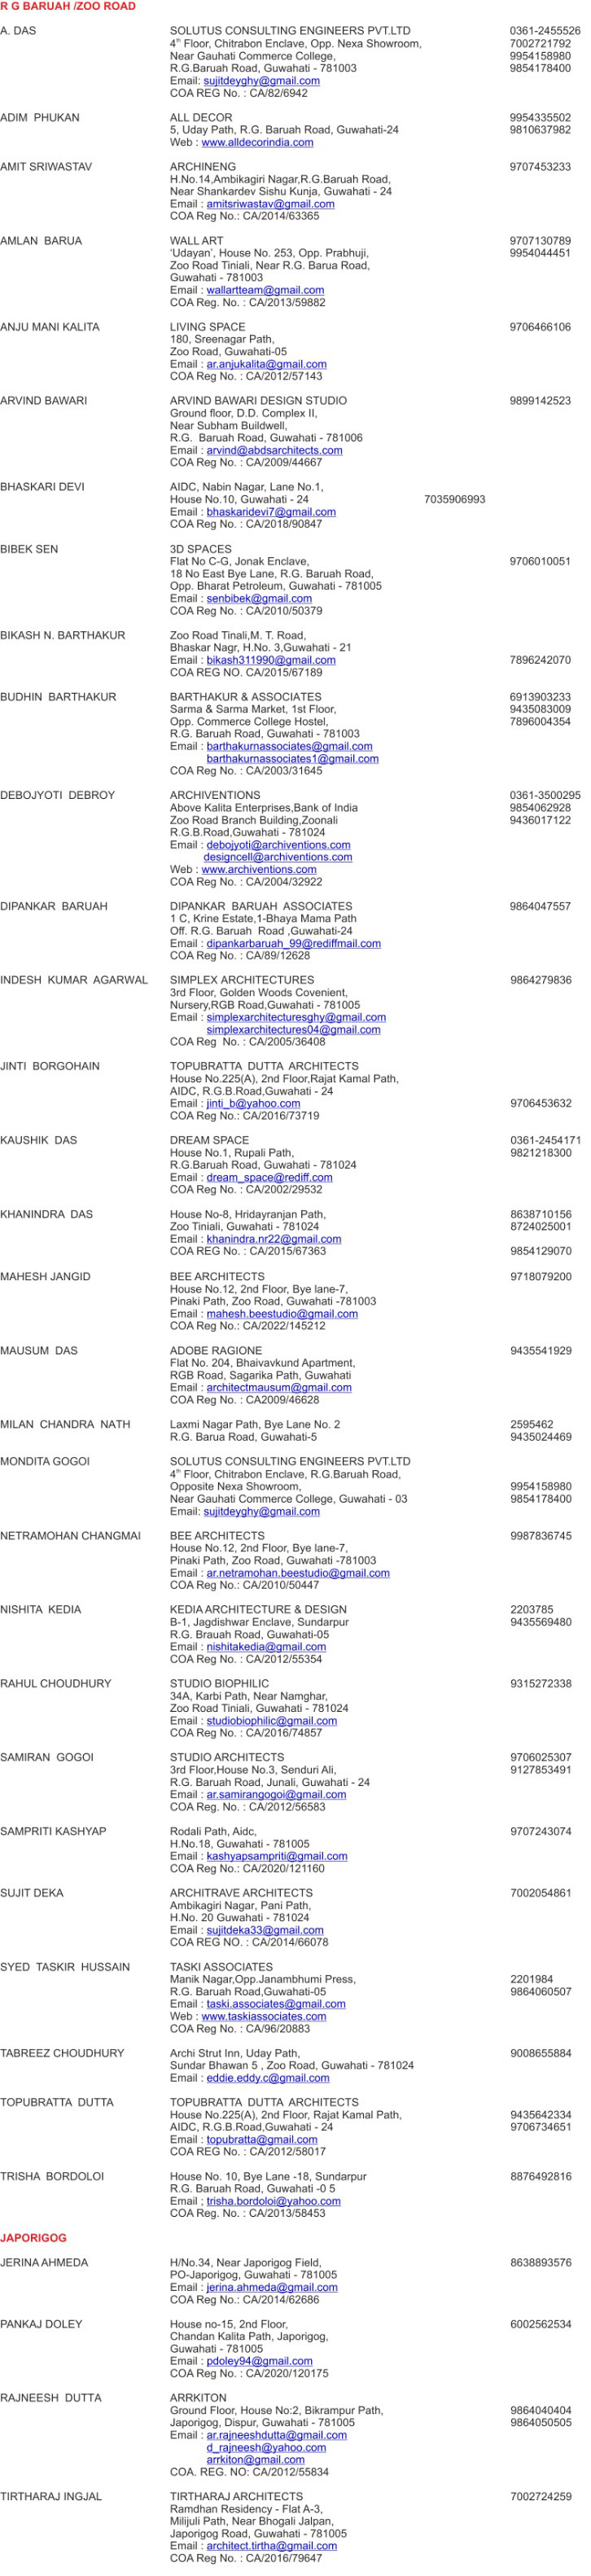 R G BARUAH /ZOO ROAD
A. DAS SOLUTUS CONSULTING ENGINEERS PVT.LTD 0361-2455526
4th Floor, Chitrabon Enclave, Opp. Nexa Showroom, 7002721792
Near Gauhati Commerce College, 9954158980
R.G.Baruah Road, Guwahati - 781003 9854178400
Email: sujitdeyghy@gmail.com
COA REG No. : CA/82/6942
ADIM PHUKAN ALL DECOR 9954335502
5, Uday Path, R.G. Baruah Road, Guwahati-24 9810637982
Web : www.alldecorindia.com
AMIT SRIWASTAV ARCHINENG 9707453233
H.No.14,Ambikagiri Nagar,R.G.Baruah Road,
Near Shankardev Sishu Kunja, Guwahati - 24
Email : amitsriwastav@gmail.com
COA Reg No.: CA/2014/63365
AMLAN BARUA WALL ART 9707130789
‘Udayan’, House No. 253, Opp. Prabhuji, 9954044451
Zoo Road Tiniali, Near R.G. Barua Road,
Guwahati - 781003
Email : wallartteam@gmail.com
COA Reg. No. : CA/2013/59882
ANJU MANI KALITA LIVING SPACE 9706466106
180, Sreenagar Path,
Zoo Road, Guwahati-05
Email : ar.anjukalita@gmail.com
COA Reg No. : CA/2012/57143
ARVIND BAWARI ARVIND BAWARI DESIGN STUDIO 9899142523
Ground floor, D.D. Complex II,
Near Subham Buildwell,
R.G. Baruah Road, Guwahati - 781006
Email : arvind@abdsarchitects.com
COA Reg No. : CA/2009/44667
BHASKARI DEVI AIDC, Nabin Nagar, Lane No.1,
House No.10, Guwahati - 24 7035906993
Email : bhaskaridevi7@gmail.com
COA Reg No. : CA/2018/90847
BIBEK SEN 3D SPACES
Flat No C-G, Jonak Enclave, 9706010051
18 No East Bye Lane, R.G. Baruah Road,
Opp. Bharat Petroleum, Guwahati - 781005
Email : senbibek@gmail.com
COA Reg No. : CA/2010/50379
BIKASH N. BARTHAKUR Zoo Road Tinali,M. T. Road,
Bhaskar Nagr, H.No. 3,Guwahati - 21
Email : bikash311990@gmail.com 7896242070
COA REG NO. CA/2015/67189
BUDHIN BARTHAKUR BARTHAKUR & ASSOCIATES 6913903233
Sarma & Sarma Market, 1st Floor, 9435083009
Opp. Commerce College Hostel, 7896004354
R.G. Baruah Road, Guwahati - 781003
Email : barthakurnassociates@gmail.com
barthakurnassociates1@gmail.com
COA Reg No. : CA/2003/31645
DEBOJYOTI DEBROY ARCHIVENTIONS 0361-3500295
Above Kalita Enterprises,Bank of India 9854062928
Zoo Road Branch Building,Zoonali 9436017122
R.G.B.Road,Guwahati - 781024
Email : debojyoti@archiventions.com
designcell@archiventions.com
Web : www.archiventions.com
COA Reg No. : CA/2004/32922
DIPANKAR BARUAH DIPANKAR BARUAH ASSOCIATES 9864047557
1 C, Krine Estate,1-Bhaya Mama Path
Off. R.G. Baruah Road ,Guwahati-24
Email : dipankarbaruah_99@rediffmail.com
COA Reg No. : CA/89/12628
INDESH KUMAR AGARWAL SIMPLEX ARCHITECTURES 9864279836
3rd Floor, Golden Woods Covenient,
Nursery,RGB Road,Guwahati - 781005
Email : simplexarchitecturesghy@gmail.com
simplexarchitectures04@gmail.com
COA Reg No. : CA/2005/36408
JINTI BORGOHAIN TOPUBRATTA DUTTA ARCHITECTS
House No.225(A), 2nd Floor,Rajat Kamal Path,
AIDC, R.G.B.Road,Guwahati - 24
Email : jinti_b@yahoo.com 9706453632
COA Reg No.: CA/2016/73719
KAUSHIK DAS DREAM SPACE 0361-2454171
House No.1, Rupali Path, 9821218300
R.G.Baruah Road, Guwahati - 781024
Email : dream_space@rediff.com
COA Reg No. : CA/2002/29532
KHANINDRA DAS House No-8, Hridayranjan Path, 8638710156
Zoo Tiniali, Guwahati - 781024 8724025001
Email : khanindra.nr22@gmail.com
COA REG No. : CA/2015/67363 9854129070
MAHESH JANGID BEE ARCHITECTS 9718079200
House No.12, 2nd Floor, Bye lane-7,
Pinaki Path, Zoo Road, Guwahati -781003
Email : mahesh.beestudio@gmail.com
COA Reg No.: CA/2022/145212
MAUSUM DAS ADOBE RAGIONE 9435541929
Flat No. 204, Bhaivavkund Apartment,
RGB Road, Sagarika Path, Guwahati
Email : architectmausum@gmail.com
COA Reg No. : CA2009/46628
MILAN CHANDRA NATH Laxmi Nagar Path, Bye Lane No. 2 2595462
R.G. Barua Road, Guwahati-5 9435024469
MONDITA GOGOI SOLUTUS CONSULTING ENGINEERS PVT.LTD
4th Floor, Chitrabon Enclave, R.G.Baruah Road,
Opposite Nexa Showroom, 9954158980
Near Gauhati Commerce College, Guwahati - 03 9854178400
Email: sujitdeyghy@gmail.com
NETRAMOHAN CHANGMAI BEE ARCHITECTS 9987836745
House No.12, 2nd Floor, Bye lane-7,
Pinaki Path, Zoo Road, Guwahati -781003
Email : ar.netramohan.beestudio@gmail.com
COA Reg No.: CA/2010/50447
NISHITA KEDIA KEDIA ARCHITECTURE & DESIGN 2203785
B-1, Jagdishwar Enclave, Sundarpur 9435569480
R.G. Brauah Road, Guwahati-05
Email : nishitakedia@gmail.com
COA Reg No. : CA/2012/55354
RAHUL CHOUDHURY STUDIO BIOPHILIC 9315272338
34A, Karbi Path, Near Namghar,
Zoo Road Tiniali, Guwahati - 781024
Email : studiobiophilic@gmail.com
COA Reg No. : CA/2016/74857
SAMIRAN GOGOI STUDIO ARCHITECTS 9706025307
3rd Floor,House No.3, Senduri Ali, 9127853491
R.G. Baruah Road, Junali, Guwahati - 24
Email : ar.samirangogoi@gmail.com
COA Reg. No. : CA/2012/56583
SAMPRITI KASHYAP Rodali Path, Aidc, 9707243074
H.No.18, Guwahati - 781005
Email : kashyapsampriti@gmail.com
COA Reg No.: CA/2020/121160
SUJIT DEKA ARCHITRAVE ARCHITECTS 7002054861
Ambikagiri Nagar, Pani Path,
H.No. 20 Guwahati - 781024
Email : sujitdeka33@gmail.com
COA REG NO. : CA/2014/66078
SYED TASKIR HUSSAIN TASKI ASSOCIATES
Manik Nagar,Opp.Janambhumi Press, 2201984
R.G. Baruah Road,Guwahati-05 9864060507
Email : taski.associates@gmail.com
Web : www.taskiassociates.com
COA Reg No. : CA/96/20883
TABREEZ CHOUDHURY Archi Strut Inn, Uday Path, 9008655884
Sundar Bhawan 5 , Zoo Road, Guwahati - 781024
Email : eddie.eddy.c@gmail.com
TOPUBRATTA DUTTA TOPUBRATTA DUTTA ARCHITECTS
House No.225(A), 2nd Floor, Rajat Kamal Path, 9435642334
AIDC, R.G.B.Road,Guwahati - 24 9706734651
Email : topubratta@gmail.com
COA REG No. : CA/2012/58017
TRISHA BORDOLOI House No. 10, Bye Lane -18, Sundarpur 8876492816
R.G. Baruah Road, Guwahati -0 5
Email ; trisha.bordoloi@yahoo.com
COA Reg. No. : CA/2013/58453
JAPORIGOG
JERINA AHMEDA H/No.34, Near Japorigog Field, 8638893576
PO-Japorigog, Guwahati - 781005
Email : jerina.ahmeda@gmail.com
COA Reg No.: CA/2014/62686
PANKAJ DOLEY House no-15, 2nd Floor, 6002562534
Chandan Kalita Path, Japorigog,
Guwahati - 781005
Email : pdoley94@gmail.com
COA Reg No. : CA/2020/120175
RAJNEESH DUTTA ARRKITON
Ground Floor, House No:2, Bikrampur Path, 9864040404
Japorigog, Dispur, Guwahati - 781005 9864050505
Email : ar.rajneeshdutta@gmail.com
d_rajneesh@yahoo.com
arrkiton@gmail.com
COA. REG. NO: CA/2012/55834
TIRTHARAJ INGJAL TIRTHARAJ ARCHITECTS 7002724259
Ramdhan Residency - Flat A-3,
Milijuli Path, Near Bhogali Jalpan,
Japorigog Road, Guwahati - 781005
Email : architect.tirtha@gmail.com
COA Reg No. : CA/2016/79647